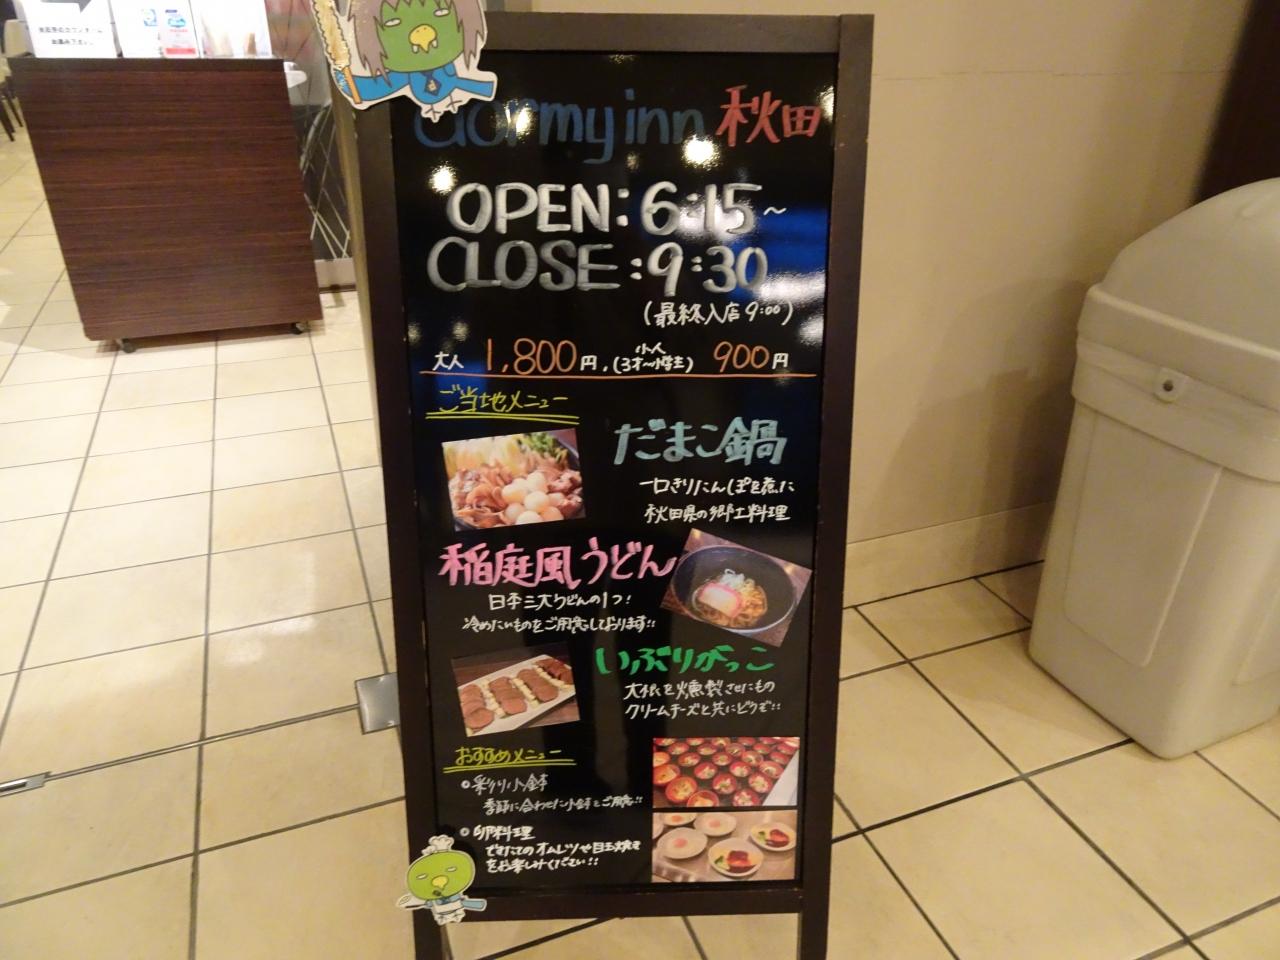 dormy inn 秋田
OPEN:6:15~
CLOSE:9:30
(最終入店9:00)
大人 1,800円,(小人 3才~小学生) 900円
ご当地メニュー
だまこ鍋
一口きりたんぽを煮た
秋田県の郷土料理
稲庭風うどん
日本三大うどんの1つ!
冷めたいものをご用意しております!!
いぶりがっこ
大根を燻製させたもの
クリームチーズと共にどうぞ!!
おすすめメニュー
●彩り小鉢
季節に合わせた小鉢をご用意!!
●卵料理
できたてのオムレツや目玉焼き
をお楽しみください!!